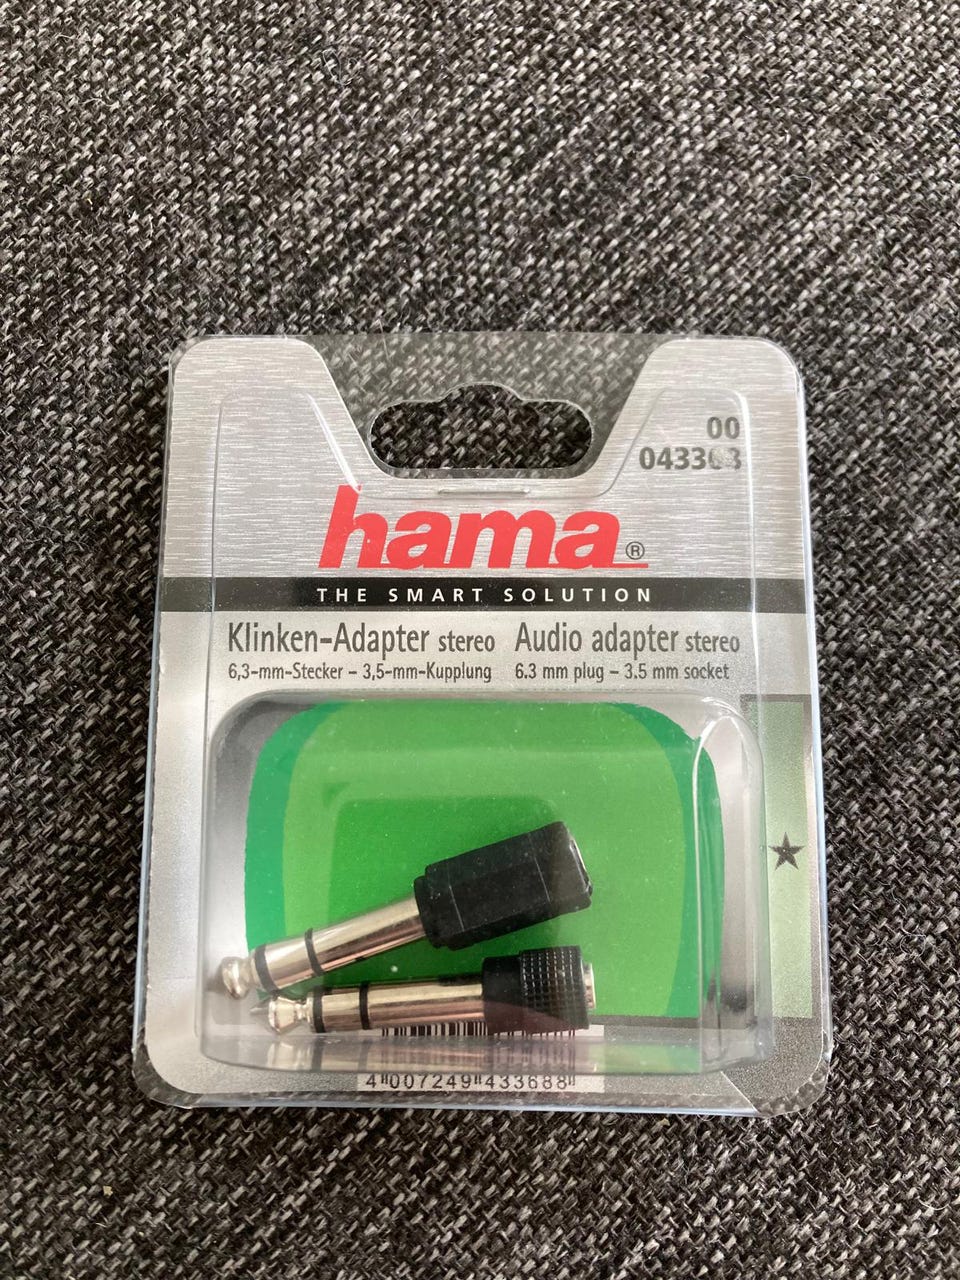 00
043368
hama®
THE SMART SOLUTION
Klinken-Adapter stereo
6,3-mm-Stecker – 3,5-mm-Kupplung
Audio adapter stereo
6.3 mm plug – 3.5 mm socket
4"007249"433688"